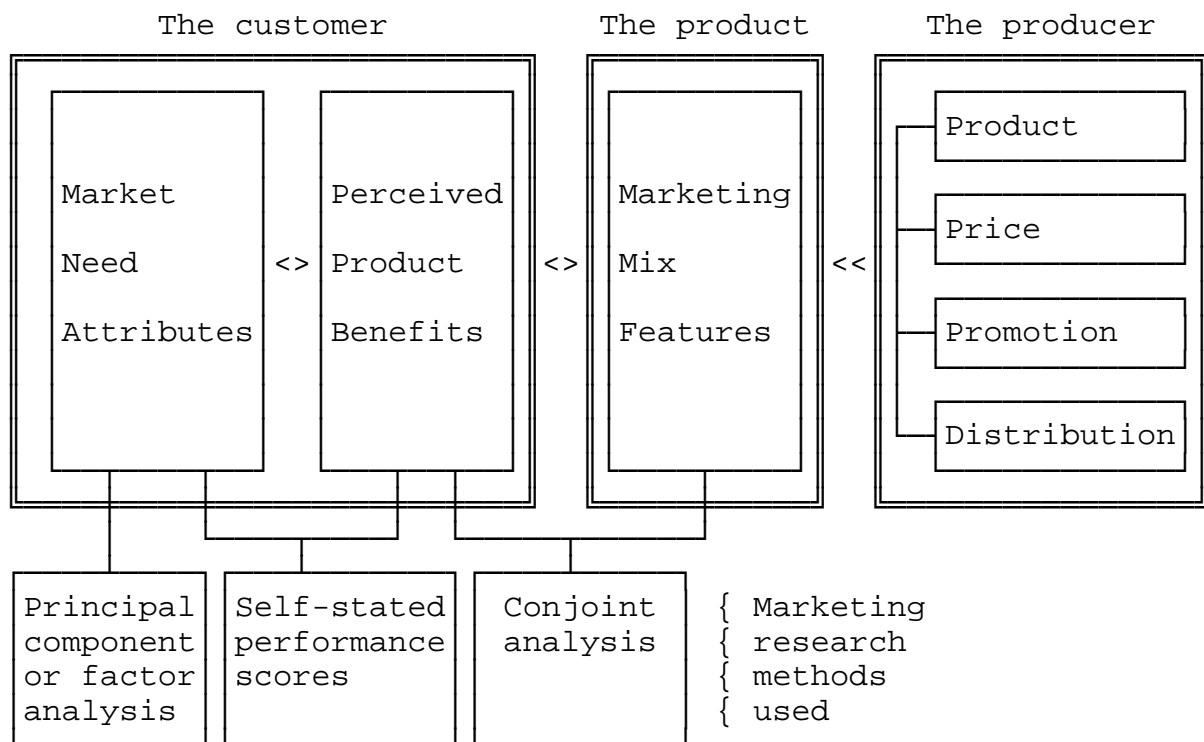 The customer
The product
The producer
Market
Need
Attributes
<>
Perceived
Product
Benefits
<>
Marketing
Mix
Features
<<
Product
Price
Promotion
Distribution
Principal
component
or factor
analysis
Self-stated
performance
scores
Conjoint
analysis
{ Marketing
{ research
{ methods
{ used